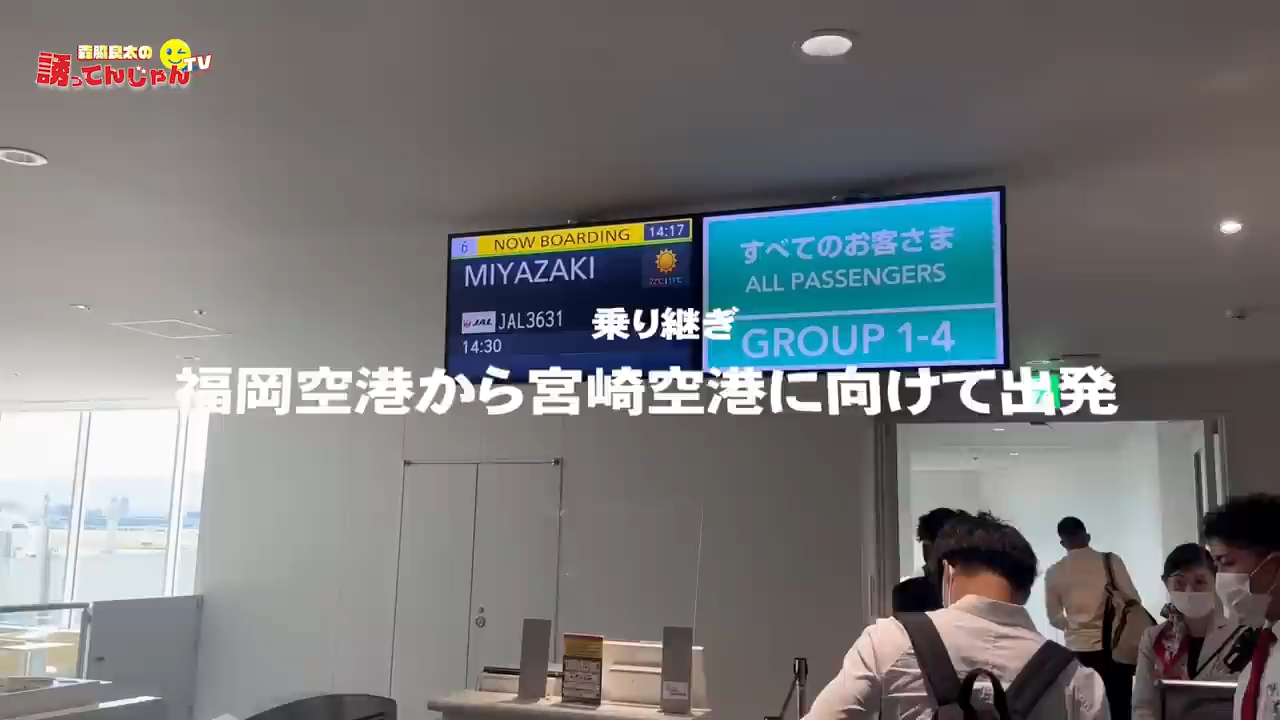 森脇良太の
誘ってんじゃんTV
6 NOW BOARDING 14:17
MIYAZAKI
JAL JAL3631
14:30
すべてのお客さま
ALL PASSENGERS
GROUP 1-4
乗り継ぎ
福岡空港から宮崎空港に向けて出発